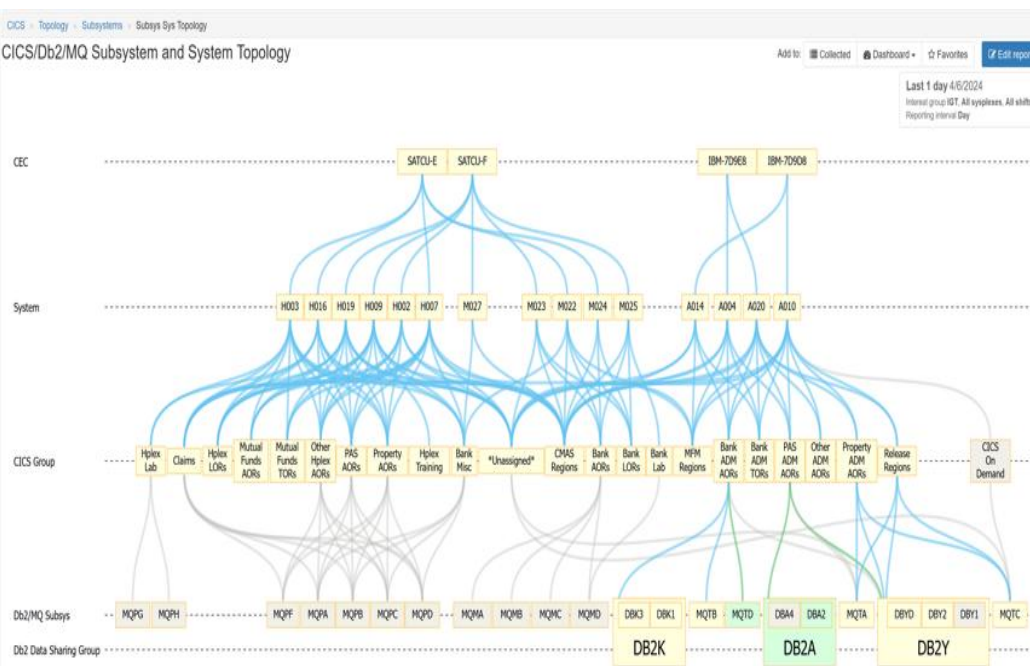 CICS > Topology > Subsystems > Subsys Sys Topology
CICS/Db2/MQ Subsystem and System Topology
Add to: Collected Dashboard Favorites Edit repor
Last 1 day 4/6/2024
Interest group IGT, All sysplexes, All shift
Reporting interval Day
CEC SATCU-E SATCU-F IBM-7D9E8 IBM-7D9D8
System H003 H016 H019 H009 H002 H007 M027 M023 M022 M024 M025 A014 A004 A020 A010
CICS Group
Hplex
Lab
Claims
Hplex
LORs
Mutual
Funds
AORs
Mutual
Funds
TORs
Other
Hplex
AORs
PAS
AORs
Property
AORs
Hplex
Training
Bank
Misc
*Unassigned*
CMAS
Regions
Bank
AORs
Bank
LORs
Bank
Lab
MFM
Regions
Bank
ADM
AORs
Bank
ADM
TORs
PAS
ADM
AORs
Other
ADM
AORs
Property
ADM
AORs
Release
Regions
CICS
On
Demand
Db2/MQ Subsys MQPG MQPH MQPF MQPA MQPB MQPC MQPD MQMA MQMB MQMC MQMD DBK3 DBK1 MQTB MQTD DBA4 DBA2 MQTA DBYD DBY2 DBY1 MQTC
Db2 Data Sharing Group DB2K DB2A DB2Y